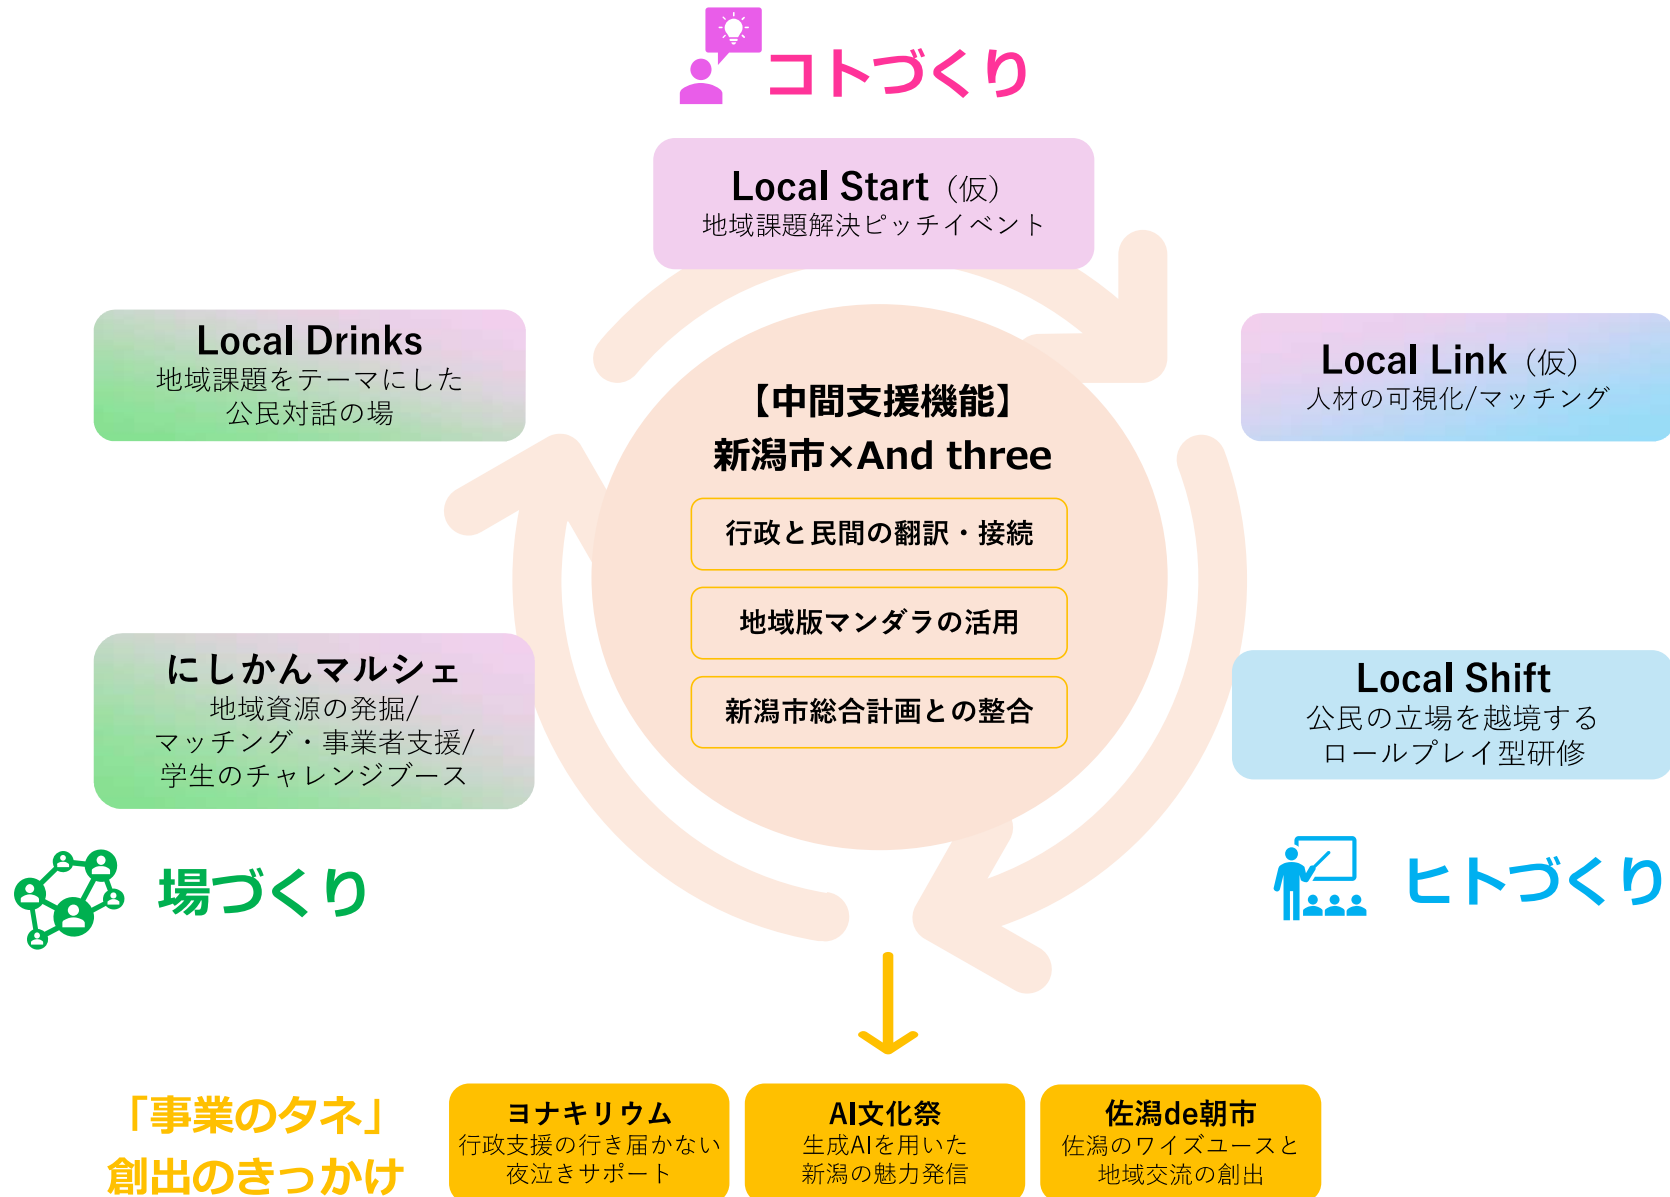 コトづくり
Local Start（仮）
地域課題解決ピッチイベント
Local Drinks
地域課題をテーマにした
公民対話の場
Local Link（仮）
人材の可視化/マッチング
【中間支援機能】
新潟市×And three
行政と民間の翻訳・接続
地域版マンダラの活用
新潟市総合計画との整合
にしかんマルシェ
地域資源の発掘/
マッチング・事業者支援/
学生のチャレンジブース
Local Shift
公民の立場を越境する
ロールプレイ型研修
場づくり
ヒトづくり
「事業のタネ」
創出のきっかけ
ヨナキリウム
行政支援の行き届かない
夜泣きサポート
AI文化祭
生成AIを用いた
新潟の魅力発信
佐潟de朝市
佐潟のワイズユースと
地域交流の創出